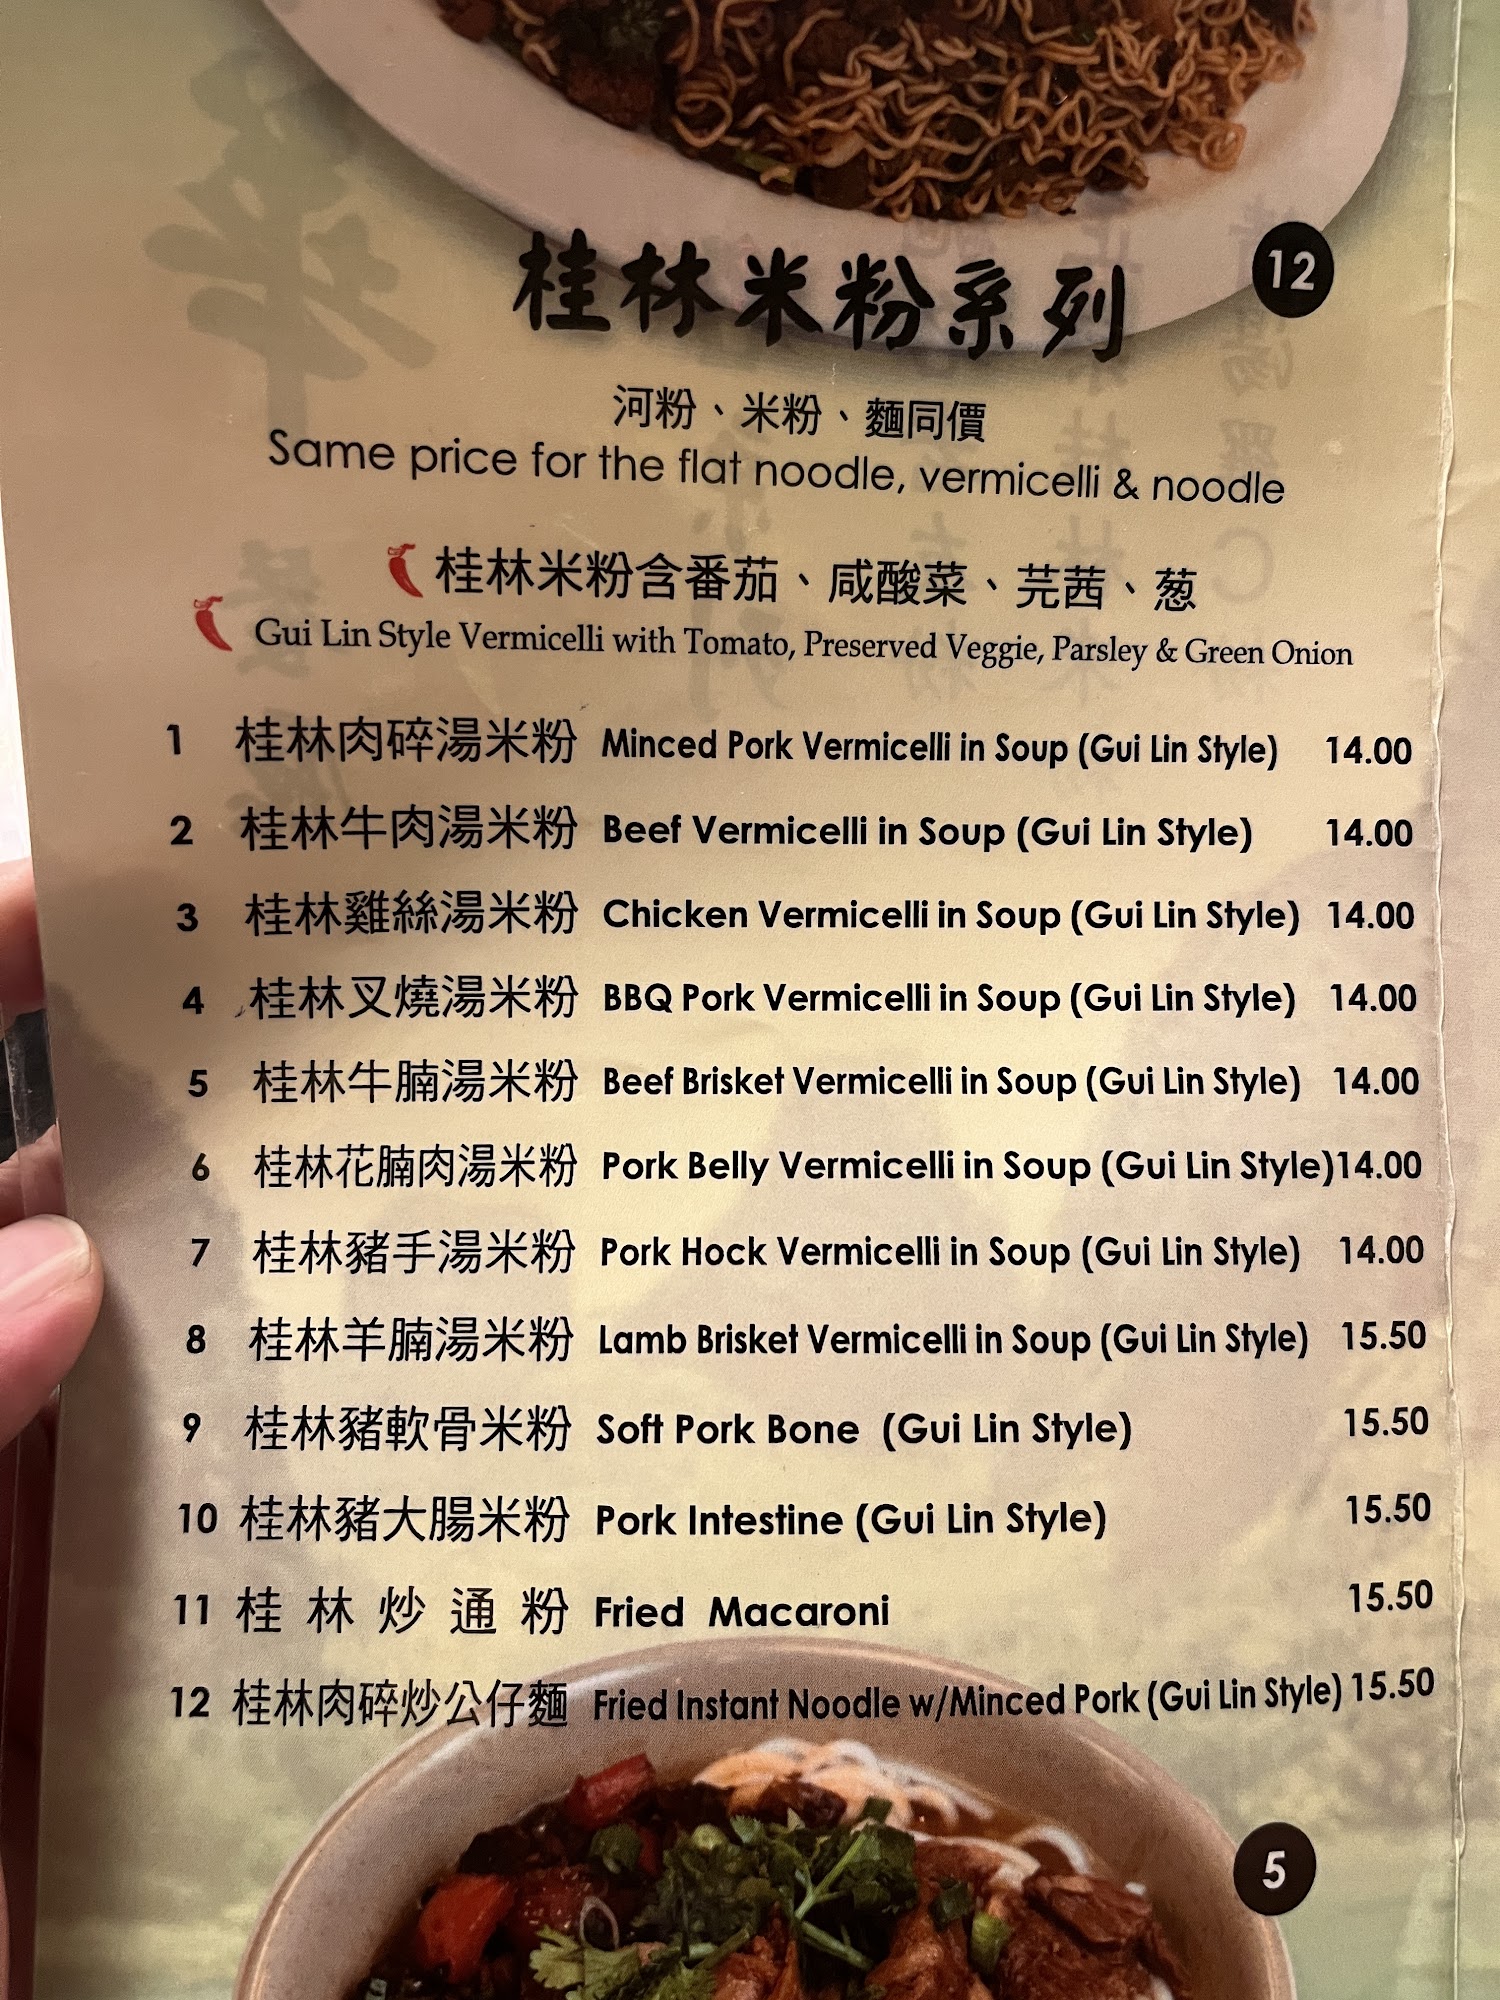 桂林米粉系列
12
河粉、米粉、麵同價
Same price for the flat noodle, vermicelli & noodle
桂林米粉含番茄、咸酸菜、芫茜、葱
Gui Lin Style Vermicelli with Tomato, Preserved Veggie, Parsley & Green Onion
1 桂林肉碎湯米粉 Minced Pork Vermicelli in Soup (Gui Lin Style) 14.00
2 桂林牛肉湯米粉 Beef Vermicelli in Soup (Gui Lin Style) 14.00
3 桂林雞絲湯米粉 Chicken Vermicelli in Soup (Gui Lin Style) 14.00
4 桂林叉燒湯米粉 BBQ Pork Vermicelli in Soup (Gui Lin Style) 14.00
5 桂林牛腩湯米粉 Beef Brisket Vermicelli in Soup (Gui Lin Style) 14.00
6 桂林花腩肉湯米粉 Pork Belly Vermicelli in Soup (Gui Lin Style)14.00
7 桂林豬手湯米粉 Pork Hock Vermicelli in Soup (Gui Lin Style) 14.00
8 桂林羊腩湯米粉 Lamb Brisket Vermicelli in Soup (Gui Lin Style) 15.50
9 桂林豬軟骨米粉 Soft Pork Bone (Gui Lin Style) 15.50
10 桂林豬大腸米粉 Pork Intestine (Gui Lin Style) 15.50
11 桂林炒通粉 Fried Macaroni 15.50
12 桂林肉碎炒公仔麵 Fried Instant Noodle w/Minced Pork (Gui Lin Style) 15.50
5